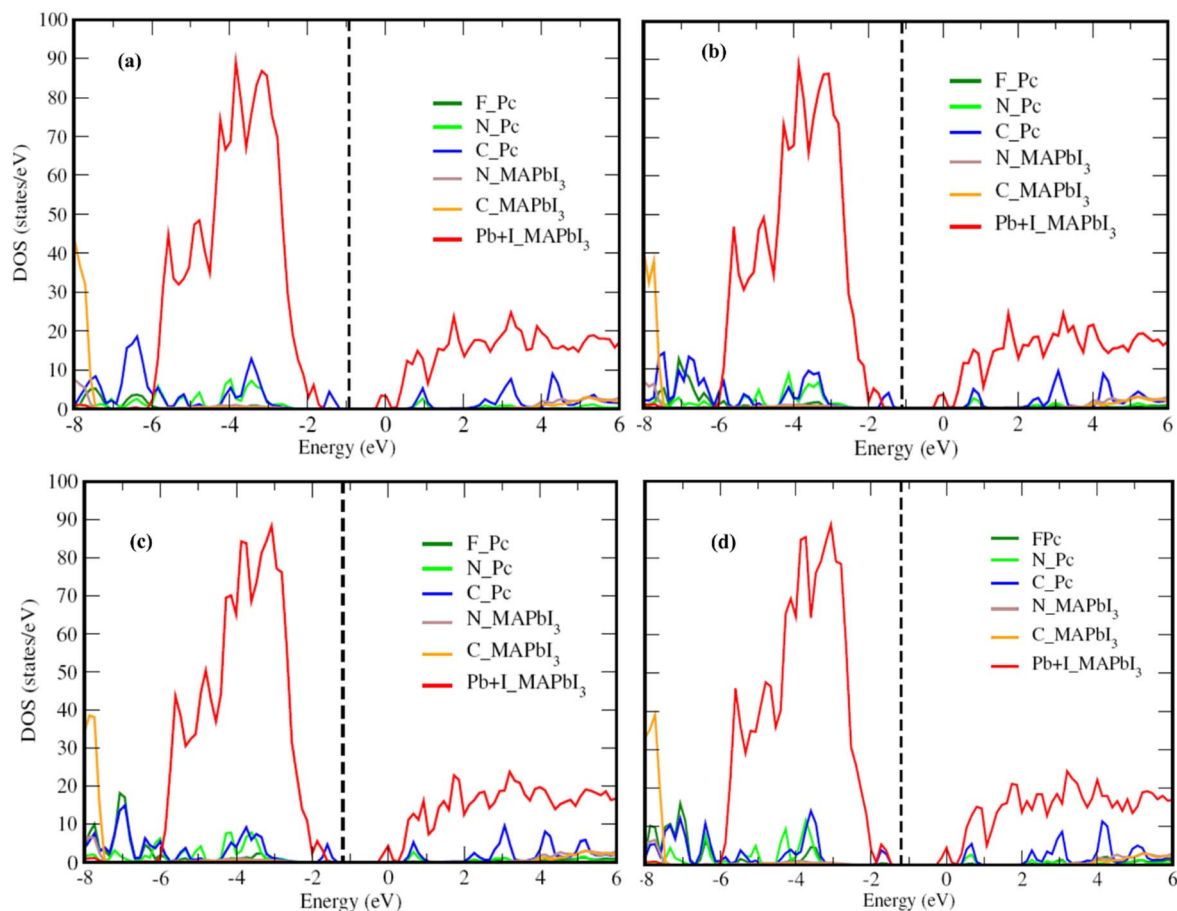 (a)
DOS (states/eV)
100
90
80
70
60
50
40
30
20
10
0
F_Pc
N_Pc
C_Pc
N_MAPbI3
C_MAPbI3
Pb+I_MAPbI3
-8 -6 -4 -2 0 2 4 6
Energy (eV)
(b)
F_Pc
N_Pc
C_Pc
N_MAPbI3
C_MAPbI3
Pb+I_MAPbI3
-8 -6 -4 -2 0 2 4 6
Energy (eV)
(c)
DOS (states/eV)
100
90
80
70
60
50
40
30
20
10
0
F_Pc
N_Pc
C_Pc
N_MAPbI3
C_MAPbI3
Pb+I_MAPbI3
-8 -6 -4 -2 0 2 4 6
Energy (eV)
(d)
FPc
N_Pc
C_Pc
N_MAPbI3
C_MAPbI3
Pb+I_MAPbI3
-8 -6 -4 -2 0 2 4 6
Energy (eV)